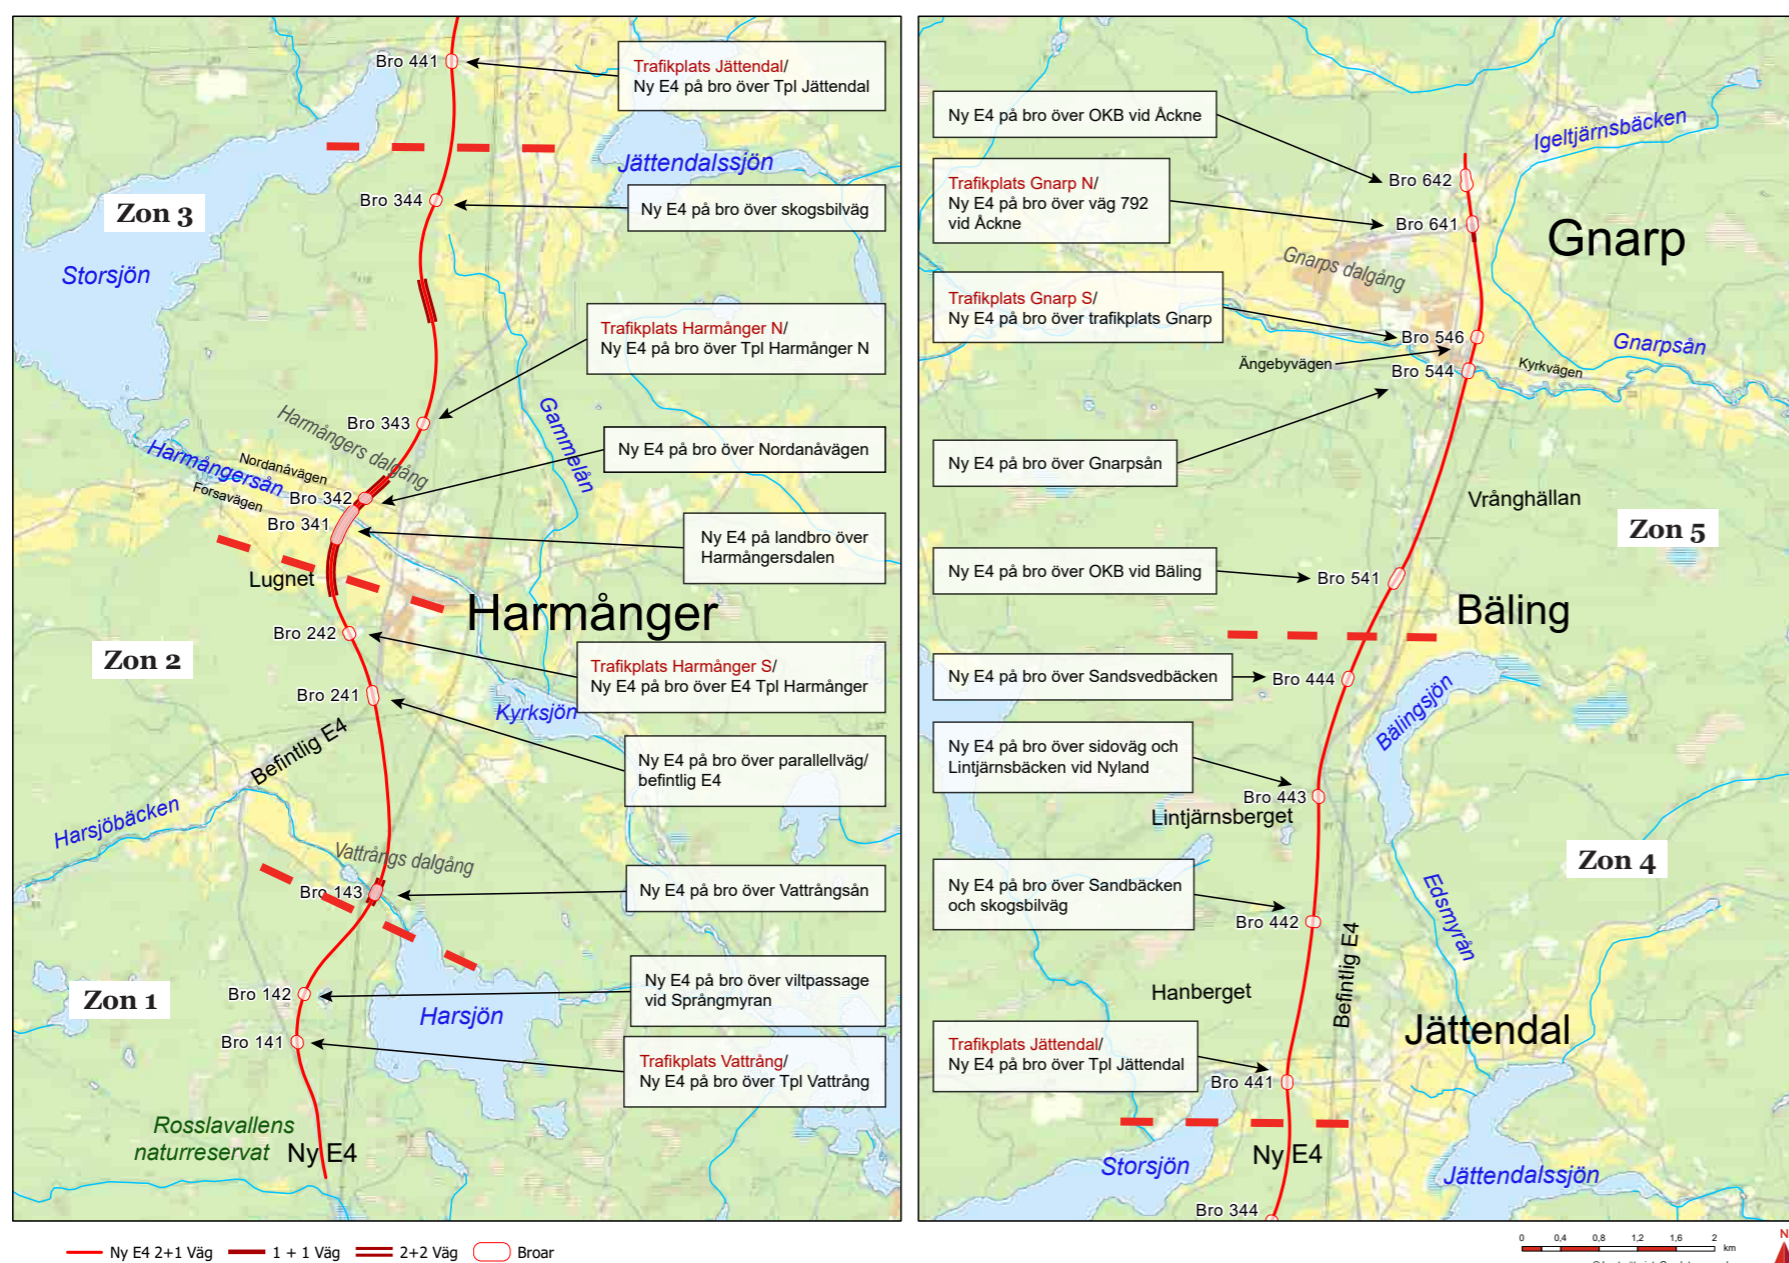 Bro 441
Trafikplats Jättendal/
Ny E4 på bro över Tpl Jättendal
Jättendalssjön
Bro 344
Ny E4 på bro över skogsbilväg
Zon 3
Storsjön
Trafikplats Harmånger N/
Ny E4 på bro över Tpl Harmånger N
Bro 343
Harmångers dalgång
Gammelån
Ny E4 på bro över Nordanåvägen
Harmångersån
Nordanåvägen
Forsavägen
Bro 342
Bro 341
Ny E4 på landbro över
Harmångersdalen
Lugnet
Harmånger
Bro 242
Zon 2
Trafikplats Harmånger S/
Ny E4 på bro över E4 Tpl Harmånger
Bro 241
Kyrksjön
Befintlig E4
Ny E4 på bro över parallellväg/
befintlig E4
Harsjöbäcken
Vattrångs dalgång
Bro 143
Ny E4 på bro över Vattrångsån
Zon 1
Bro 142
Ny E4 på bro över viltpassage
vid Språngmyran
Harsjön
Bro 141
Trafikplats Vattrång/
Ny E4 på bro över Tpl Vattrång
Rosslavallens
naturreservat
Ny E4
Ny E4 på bro över OKB vid Åckne
Igeltjärnsbäcken
Bro 642
Trafikplats Gnarp N/
Ny E4 på bro över väg 792
vid Åckne
Bro 641
Gnarp
Gnarps dalgång
Trafikplats Gnarp S/
Ny E4 på bro över trafikplats Gnarp
Bro 546
Gnarpsån
Ängebyvägen
Bro 544
Kyrkvägen
Ny E4 på bro över Gnarpsån
Vrånghällan
Zon 5
Ny E4 på bro över OKB vid Bäling
Bro 541
Bäling
Ny E4 på bro över Sandsvedbäcken
Bro 444
Bälingsjön
Ny E4 på bro över sidoväg och
Lintjärnsbäcken vid Nyland
Bro 443
Lintjärnsberget
Zon 4
Ny E4 på bro över Sandbäcken
och skogsbilväg
Bro 442
Edsmyrån
Befintlig E4
Hanberget
Jättendal
Trafikplats Jättendal/
Ny E4 på bro över Tpl Jättendal
Bro 441
Storsjön
Ny E4
Jättendalssjön
Bro 344
Ny E4 2+1 Väg
1 + 1 Väg
2+2 Väg
Broar
0 0,4 0,8 1,2 1,6 2
km
N